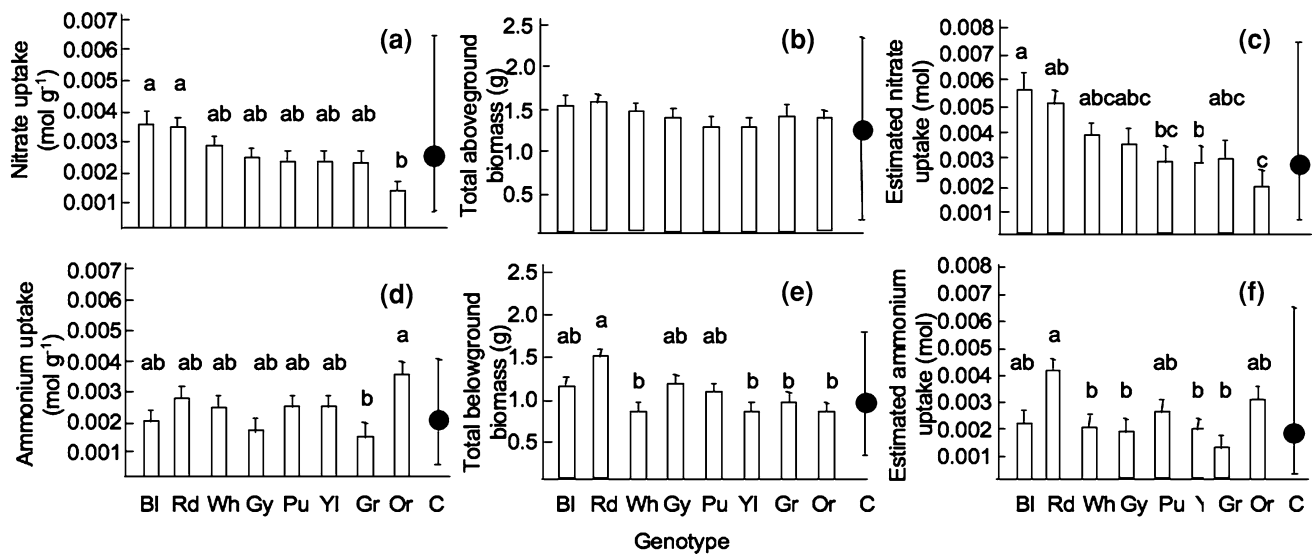 Nitrate uptake
(mol g-1)
0.007
0.006
0.005
0.004
0.003
0.002
0.001
(a)
a a ab ab ab ab ab b
Total aboveground
biomass (g)
2.5
2.0
1.5
1.0
0.5
(b)
Estimated nitrate
uptake (mol)
0.008
0.007
0.006
0.005
0.004
0.003
0.002
0.001
(c)
a ab abcabc bc b abc c
Ammonium uptake
(mol g-1)
0.007
0.006
0.005
0.004
0.003
0.002
0.001
(d)
ab ab ab ab ab ab b a
Bl Rd Wh Gy Pu Yl Gr Or C
Total belowground
biomass (g)
2.5
2.0
1.5
1.0
0.5
(e)
ab a b ab ab b b b
Bl Rd Wh Gy Pu Yl Gr Or C
Genotype
Estimated ammonium
uptake (mol)
0.008
0.007
0.006
0.005
0.004
0.003
0.002
0.001
(f)
ab a b b ab b b ab
Bl Rd Wh Gy Pu Gr Or C